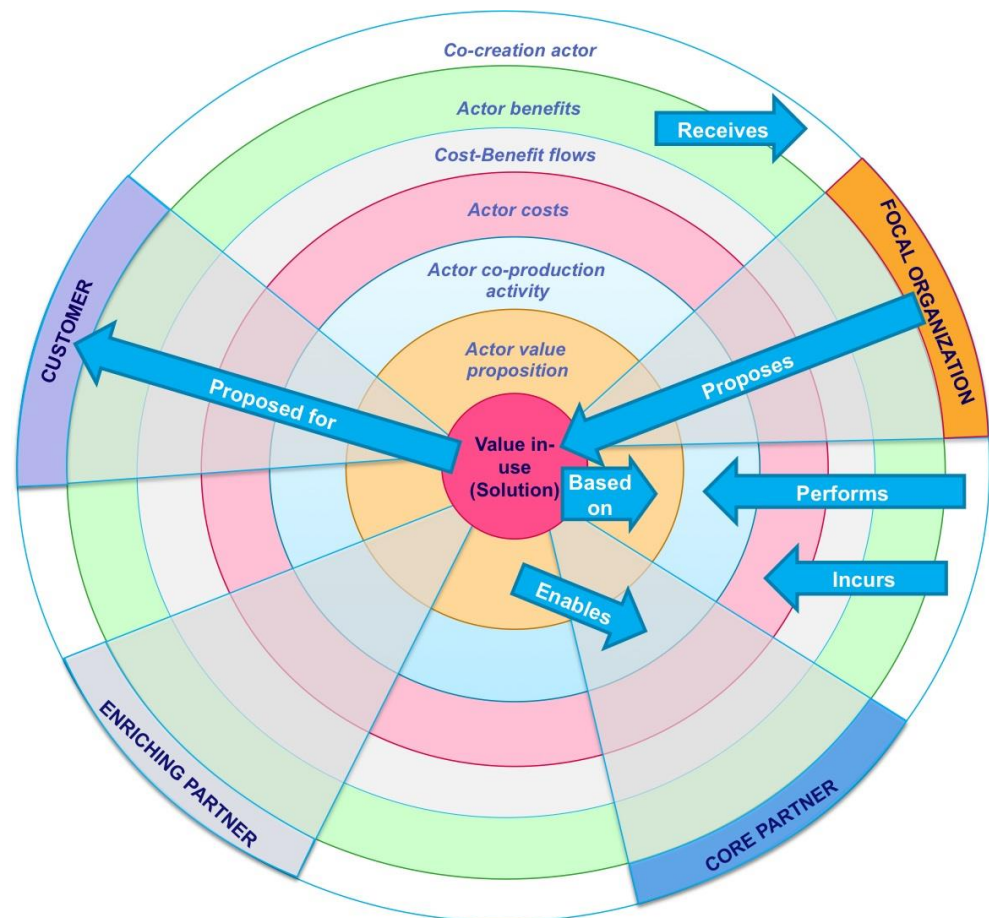 Co-creation actor
Actor benefits
Receives
Cost-Benefit flows
Actor costs
FOCAL ORGANIZATION
CUSTOMER
Actor co-production
activity
Actor value
proposition
Proposes
Proposed for
Value in-
use
(Solution)
Based
on
Performs
Incurs
Enables
ENRICHING PARTNER
CORE PARTNER